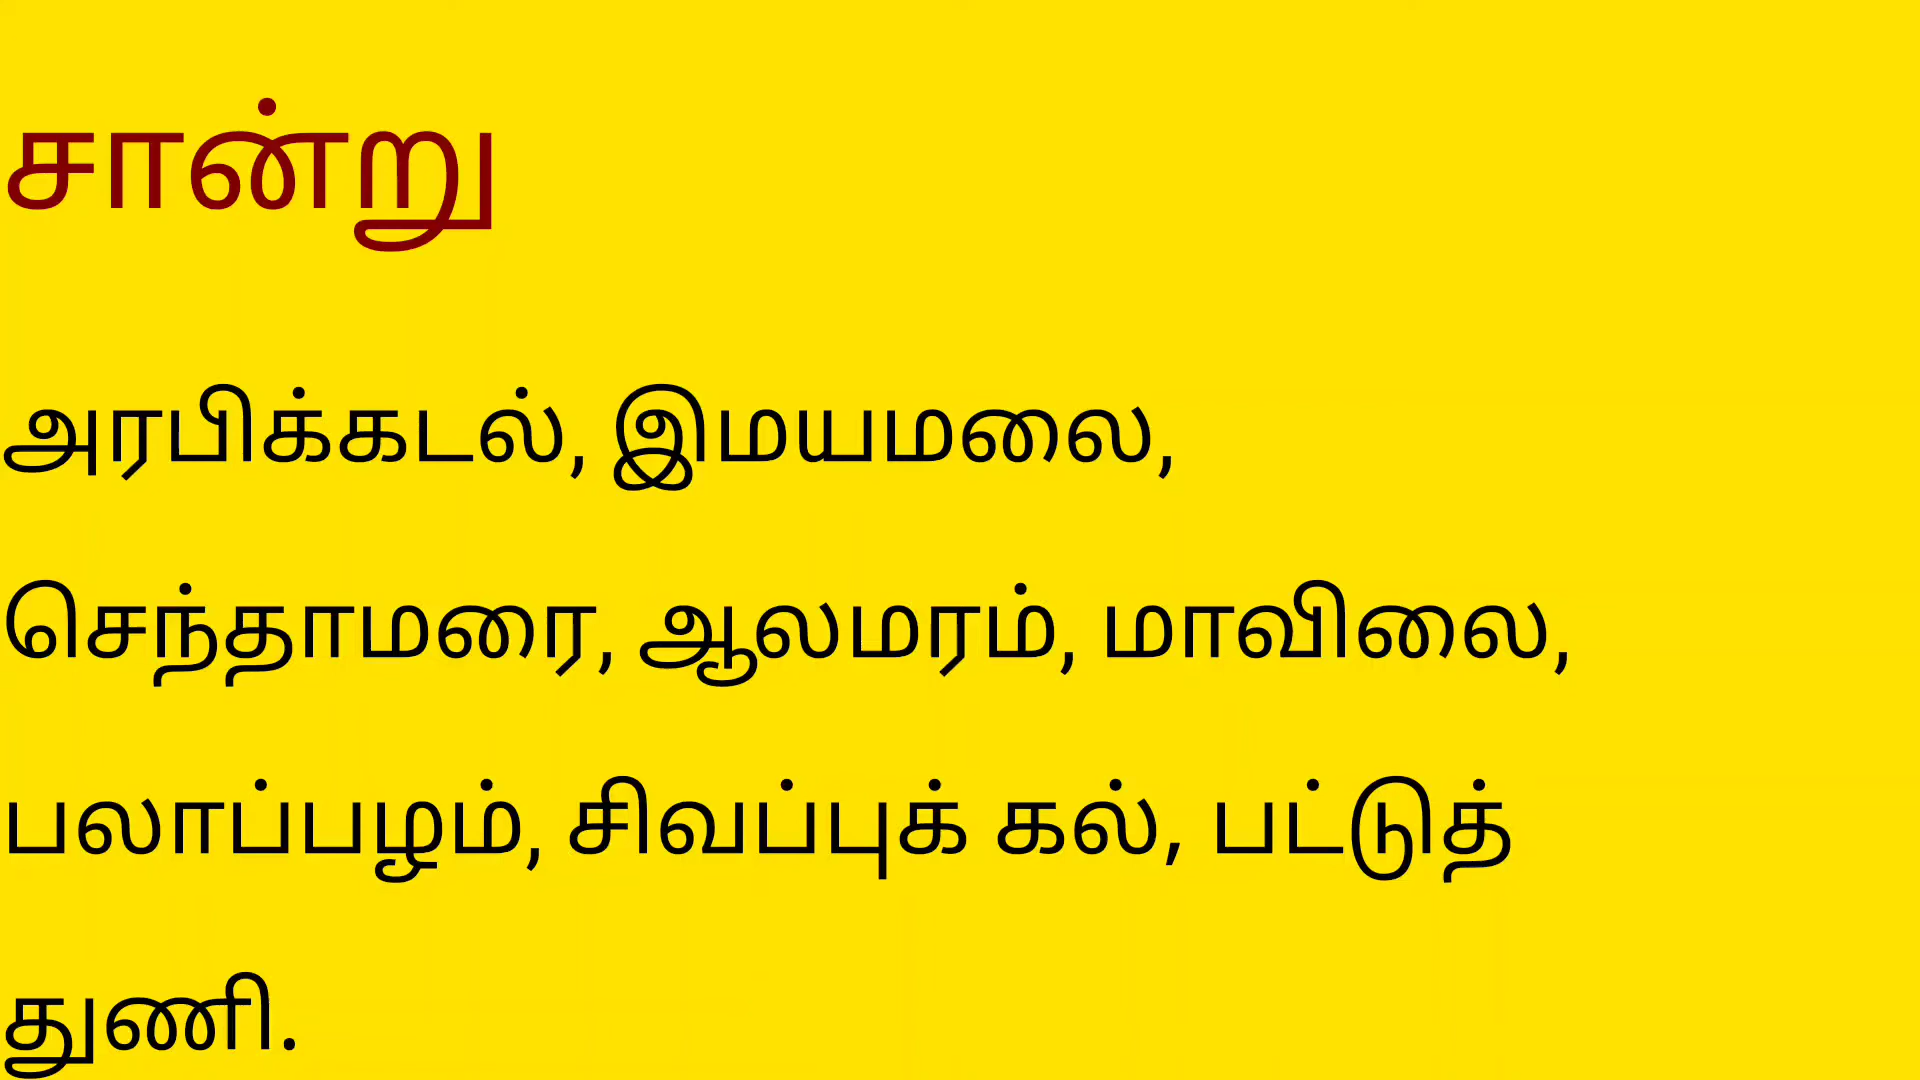 சான்று
அரபிக்கடல், இமயமலை,
செந்தாமரை, ஆலமரம், மாவிலை,
பலாப்பழம், சிவப்புக் கல், பட்டுத்
துணி.